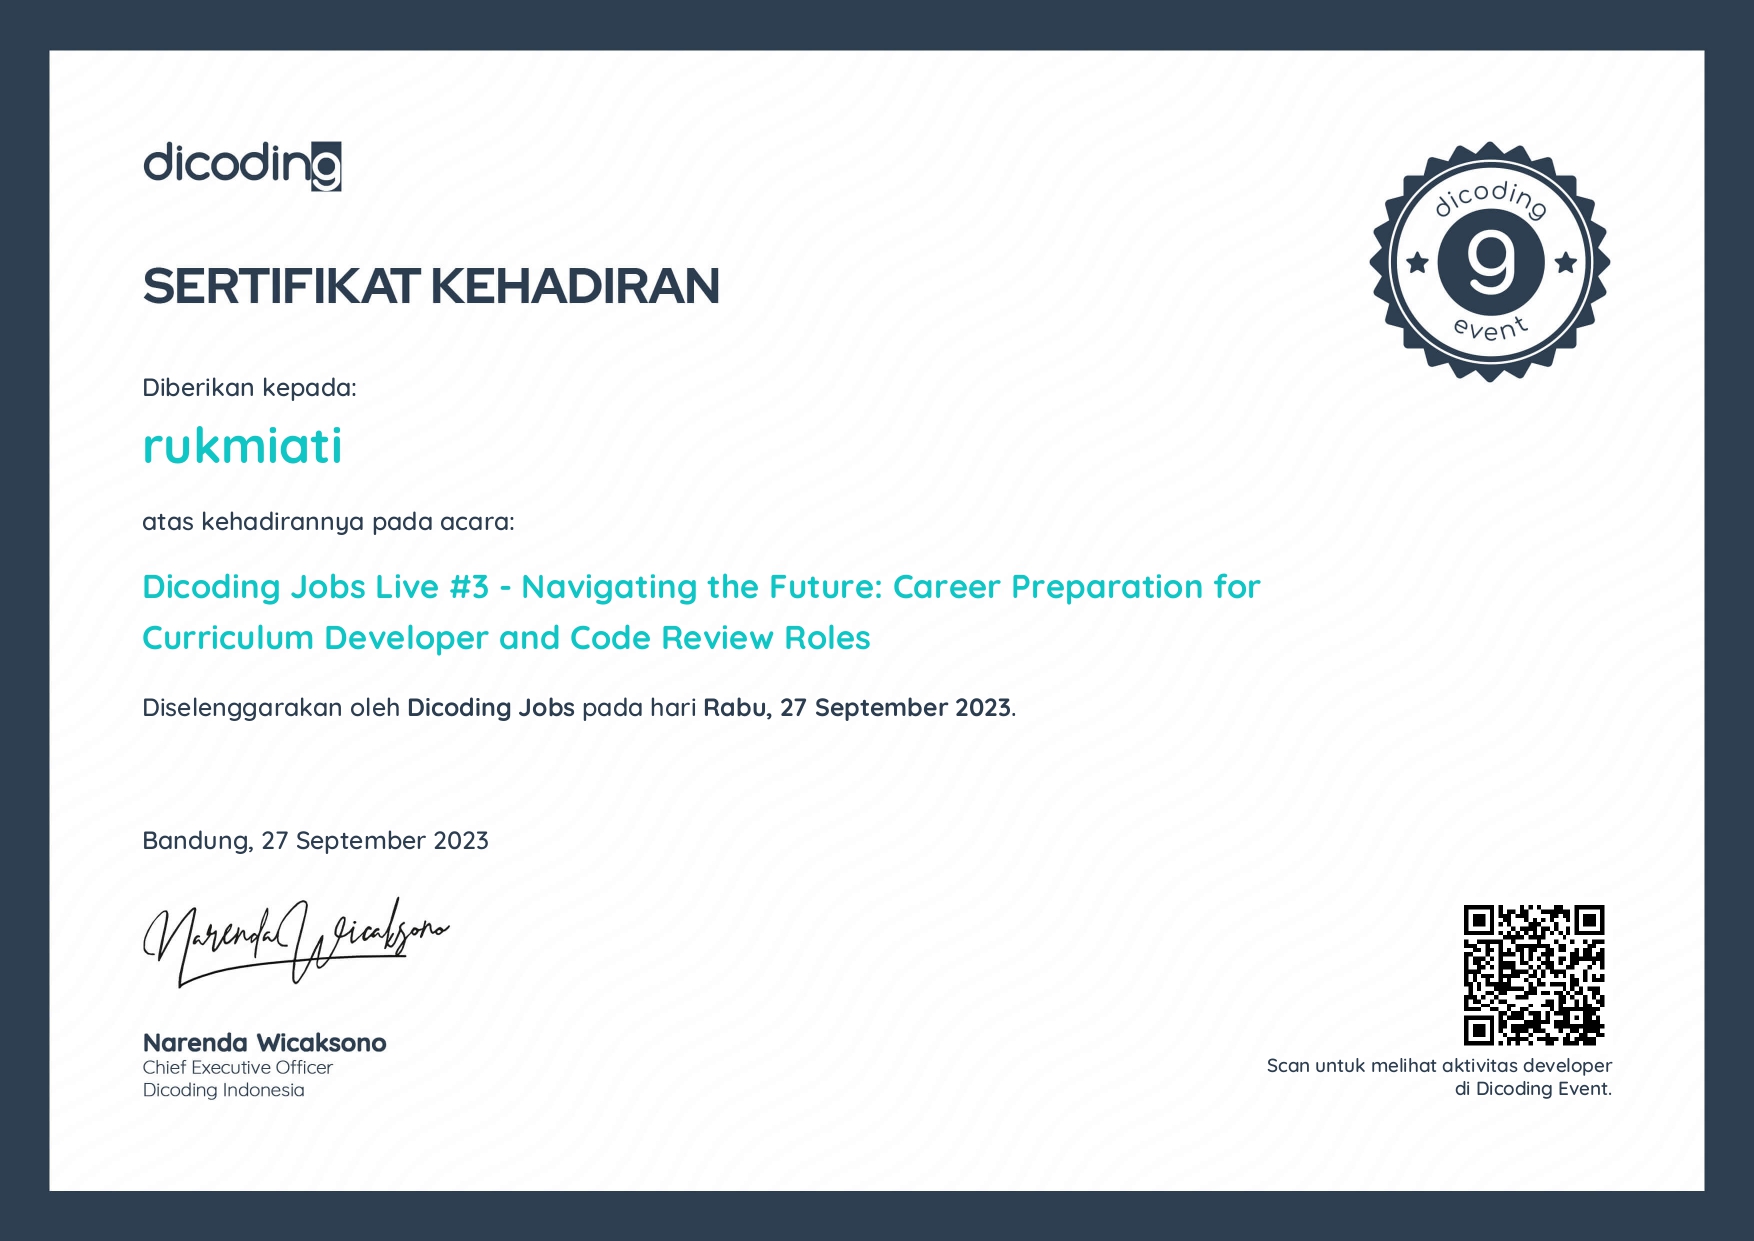 dicoding
SERTIFIKAT KEHADIRAN
dicoding
g
event
Diberikan kepada:
rukmiati
atas kehadirannya pada acara:
Dicoding Jobs Live #3 - Navigating the Future: Career Preparation for
Curriculum Developer and Code Review Roles
Diselenggarakan oleh Dicoding Jobs pada hari Rabu, 27 September 2023.
Bandung, 27 September 2023
Narenda Wicaksono
Narenda Wicaksono
Chief Executive Officer
Dicoding Indonesia
Scan untuk melihat aktivitas developer
di Dicoding Event.